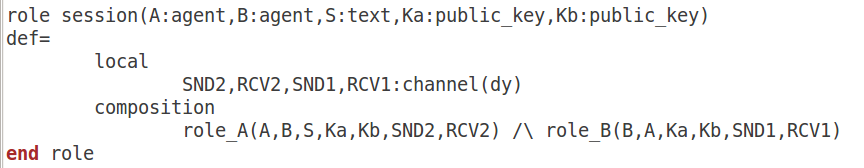 role session(A:agent,B:agent,S:text,Ka:public_key,Kb:public_key)
def=
local
SND2,RCV2,SND1,RCV1:channel(dy)
composition
role_A(A,B,S,Ka,Kb,SND2,RCV2) /\ role_B(B,A,Ka,Kb,SND1,RCV1)
end role